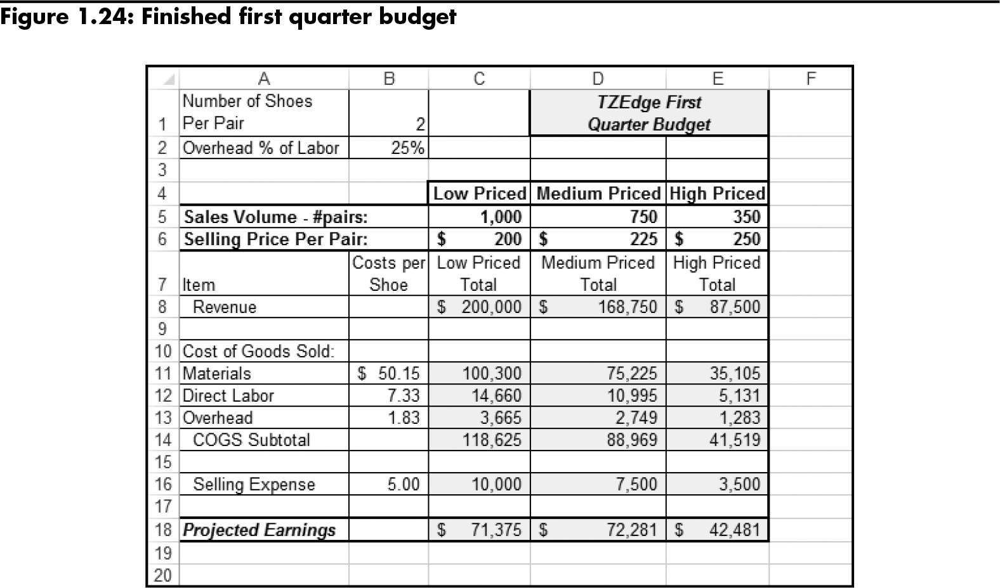 Figure 1.24: Finished first quarter budget
A B C D E F
Number of Shoes TZEdge First
1 Per Pair 2 Quarter Budget
2 Overhead % of Labor 25%
3
4 Low Priced Medium Priced High Priced
5 Sales Volume - #pairs: 1,000 750 350
6 Selling Price Per Pair: $ 200 $ 225 $ 250
Costs per Low Priced Medium Priced High Priced
7 Item Shoe Total Total Total
8 Revenue $ 200,000 $ 168,750 $ 87,500
9
10 Cost of Goods Sold:
11 Materials $ 50.15 100,300 75,225 35,105
12 Direct Labor 7.33 14,660 10,995 5,131
13 Overhead 1.83 3,665 2,749 1,283
14 COGS Subtotal 118,625 88,969 41,519
15
16 Selling Expense 5.00 10,000 7,500 3,500
17
18 Projected Earnings $ 71,375 $ 72,281 $ 42,481
19
20